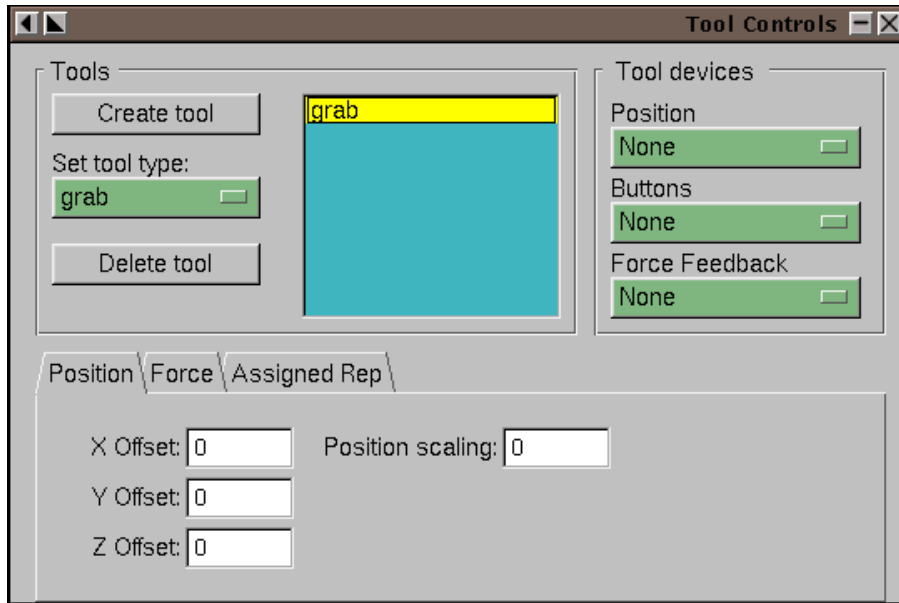 Tool Controls
Tools
Create tool
Set tool type:
grab
Delete tool
grab
Tool devices
Position
None
Buttons
None
Force Feedback
None
Position Force Assigned Rep
X Offset: 0 Position scaling: 0
Y Offset: 0
Z Offset: 0